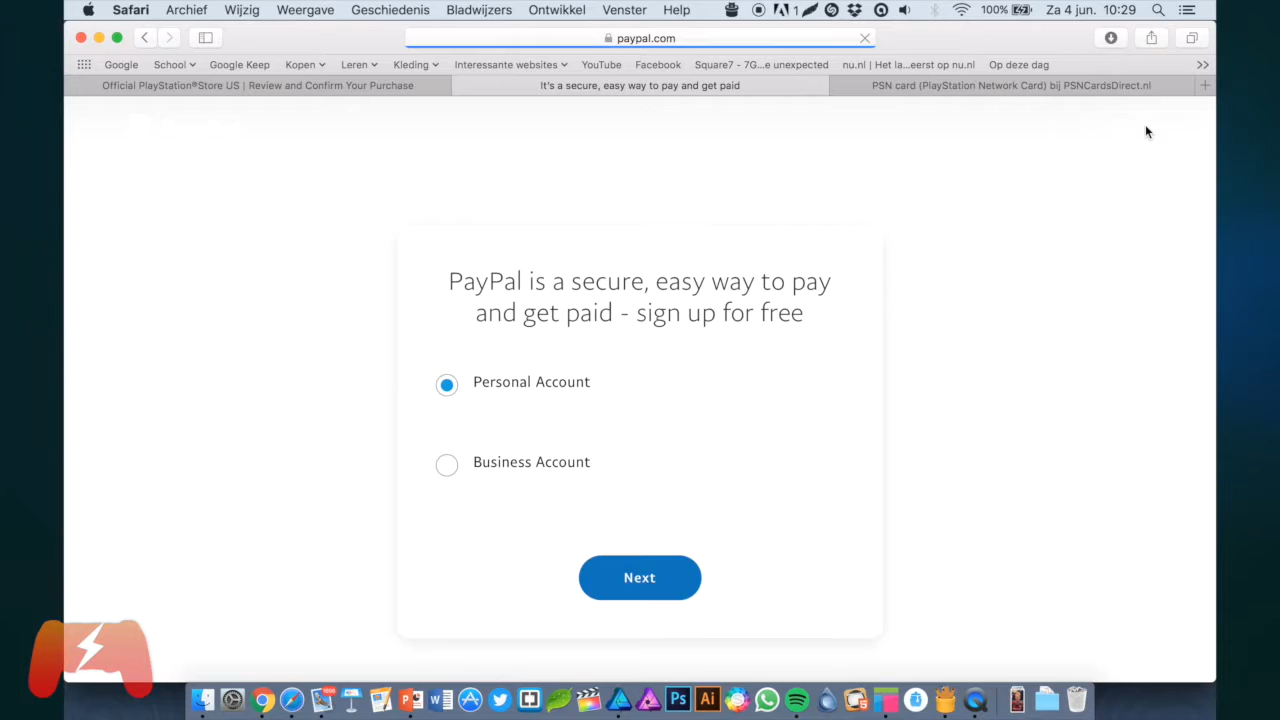 Safari Archief Wijzig Weergave Geschiedenis Bladwijzers Ontwikkel Venster Help 1 100% Za 4 jun. 10:29
paypal.com
Google School Google Keep Kopen Leren Kleding Interessante websites YouTube Facebook Square7 - 7G...e unexpected nu.nl | Het la...eerst op nu.nl Op deze dag >>
Official PlayStation®Store US | Review and Confirm Your Purchase It's a secure, easy way to pay and get paid PSN card (PlayStation Network Card) bij PSNCardsDirect.nl +
PayPal is a secure, easy way to pay
and get paid - sign up for free
Personal Account
Business Account
Next
Ps Ai